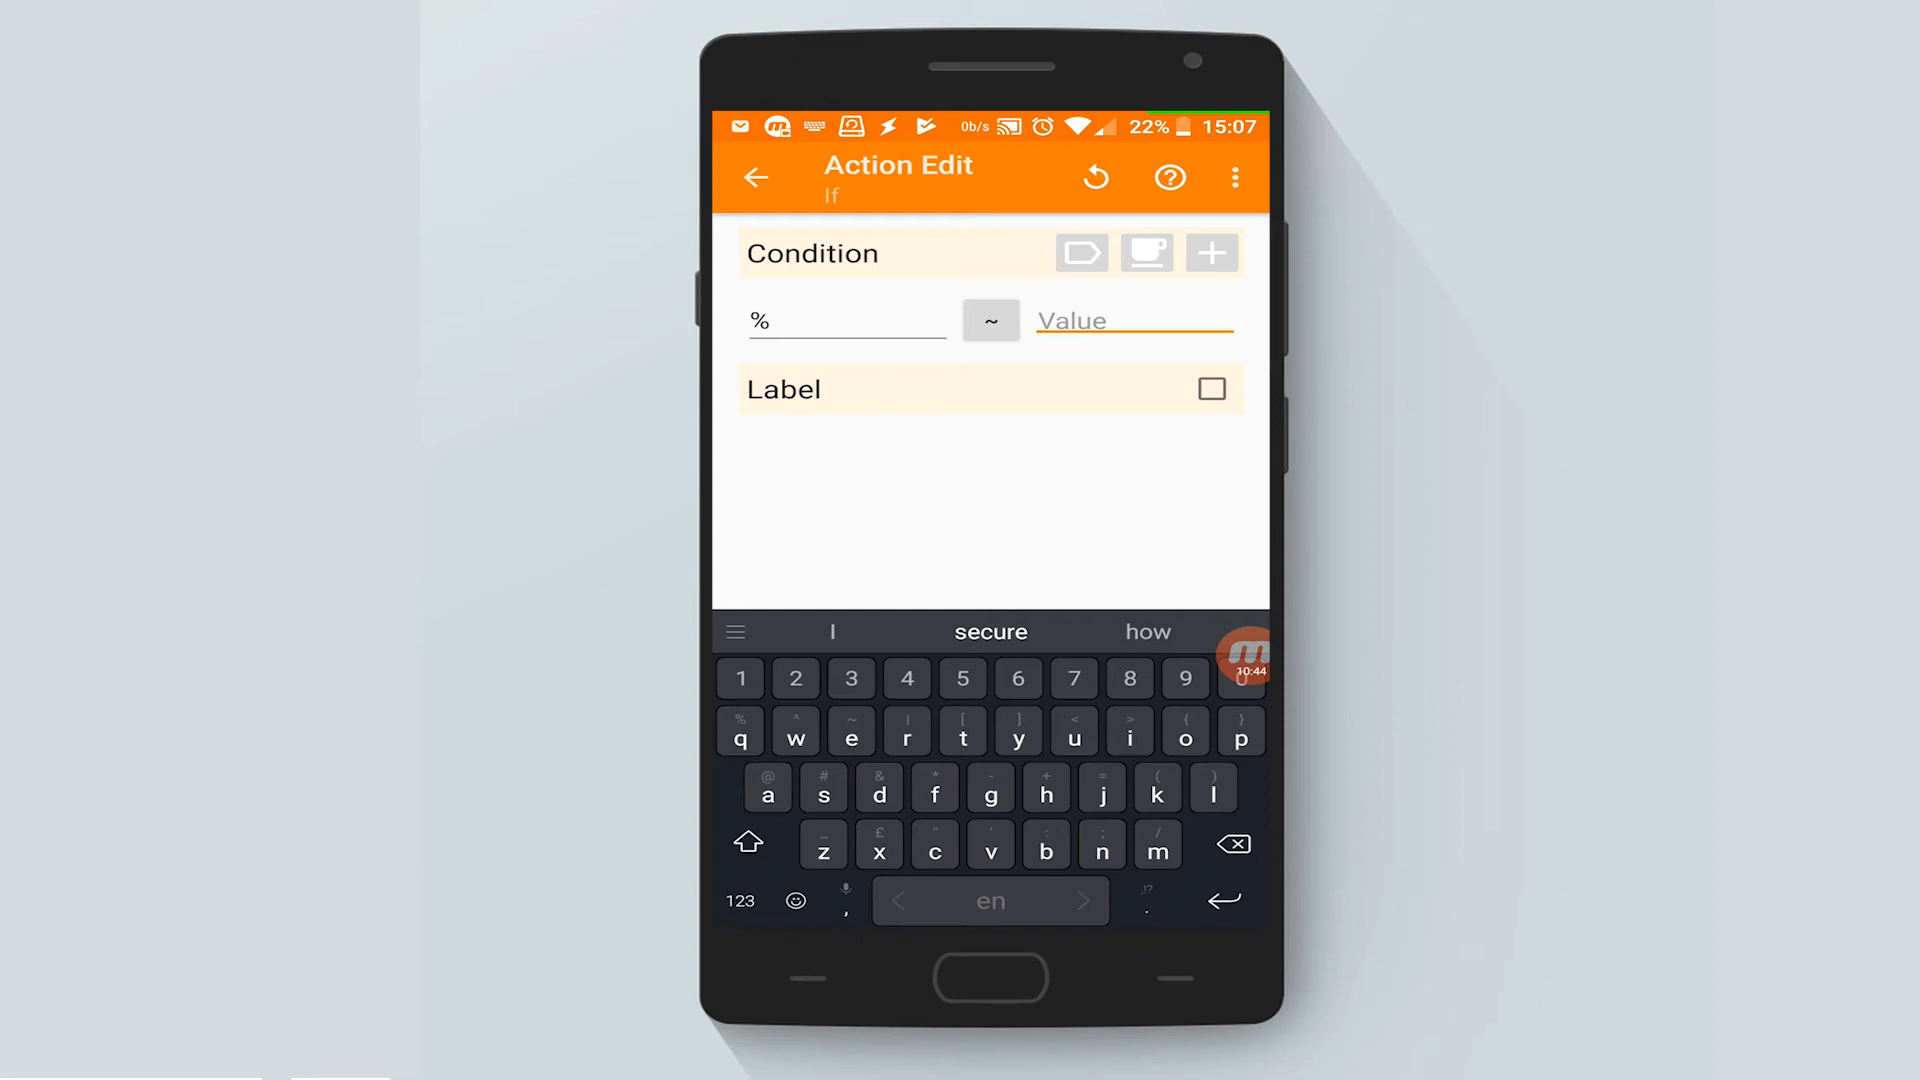 0b/s 22% 15:07
Action Edit
If
Condition
% ~ Value
Label
I secure how
10:44
1 2 3 4 5 6 7 8 9 0
% ^ ~ | [ ] < > { }
q w e r t y u i o p
@ # & * - + = ( )
a s d f g h j k l
_ £ " ' : ; /
z x c v b n m
,!?
123 , < en > .